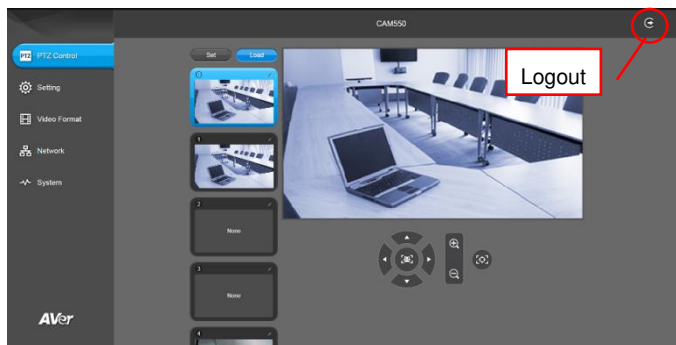 CAM550
PTZ PTZ Control
Setting
Video Format
Network
System
AVer
Set Load
0
1
2
None
3
None
4
Logout